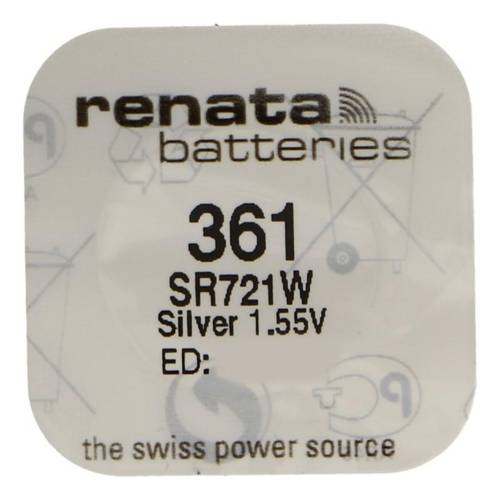 renata
batteries
361
SR721W
Silver 1.55V
ED:
the swiss power source